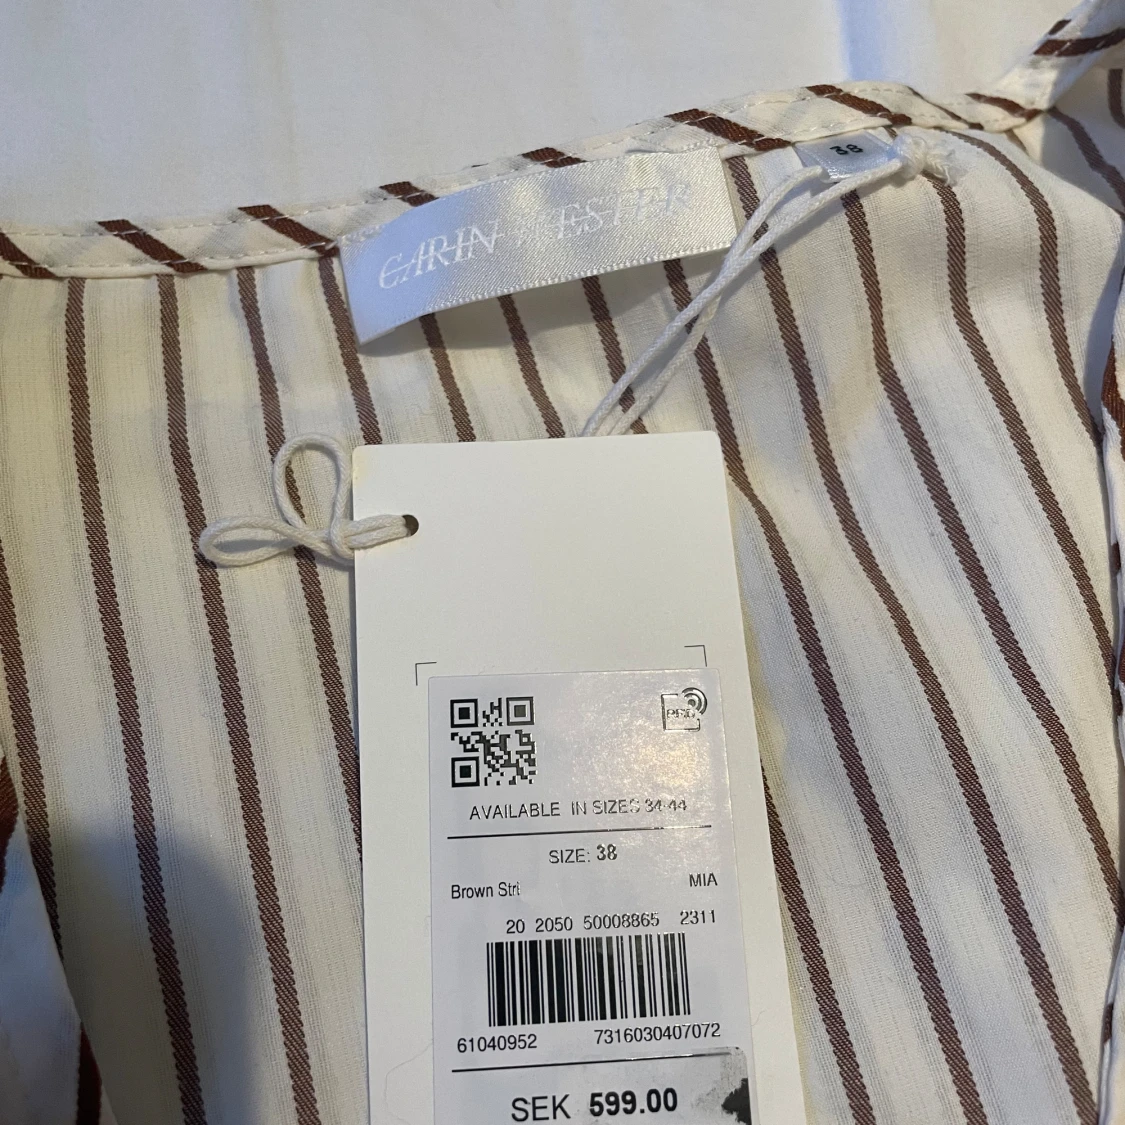 CARIN WESTER
38
AVAILABLE IN SIZES 34-44
SIZE: 38
Brown Stri MIA
20 2050 50008865 2311
61040952 7316030407072
SEK 599.00